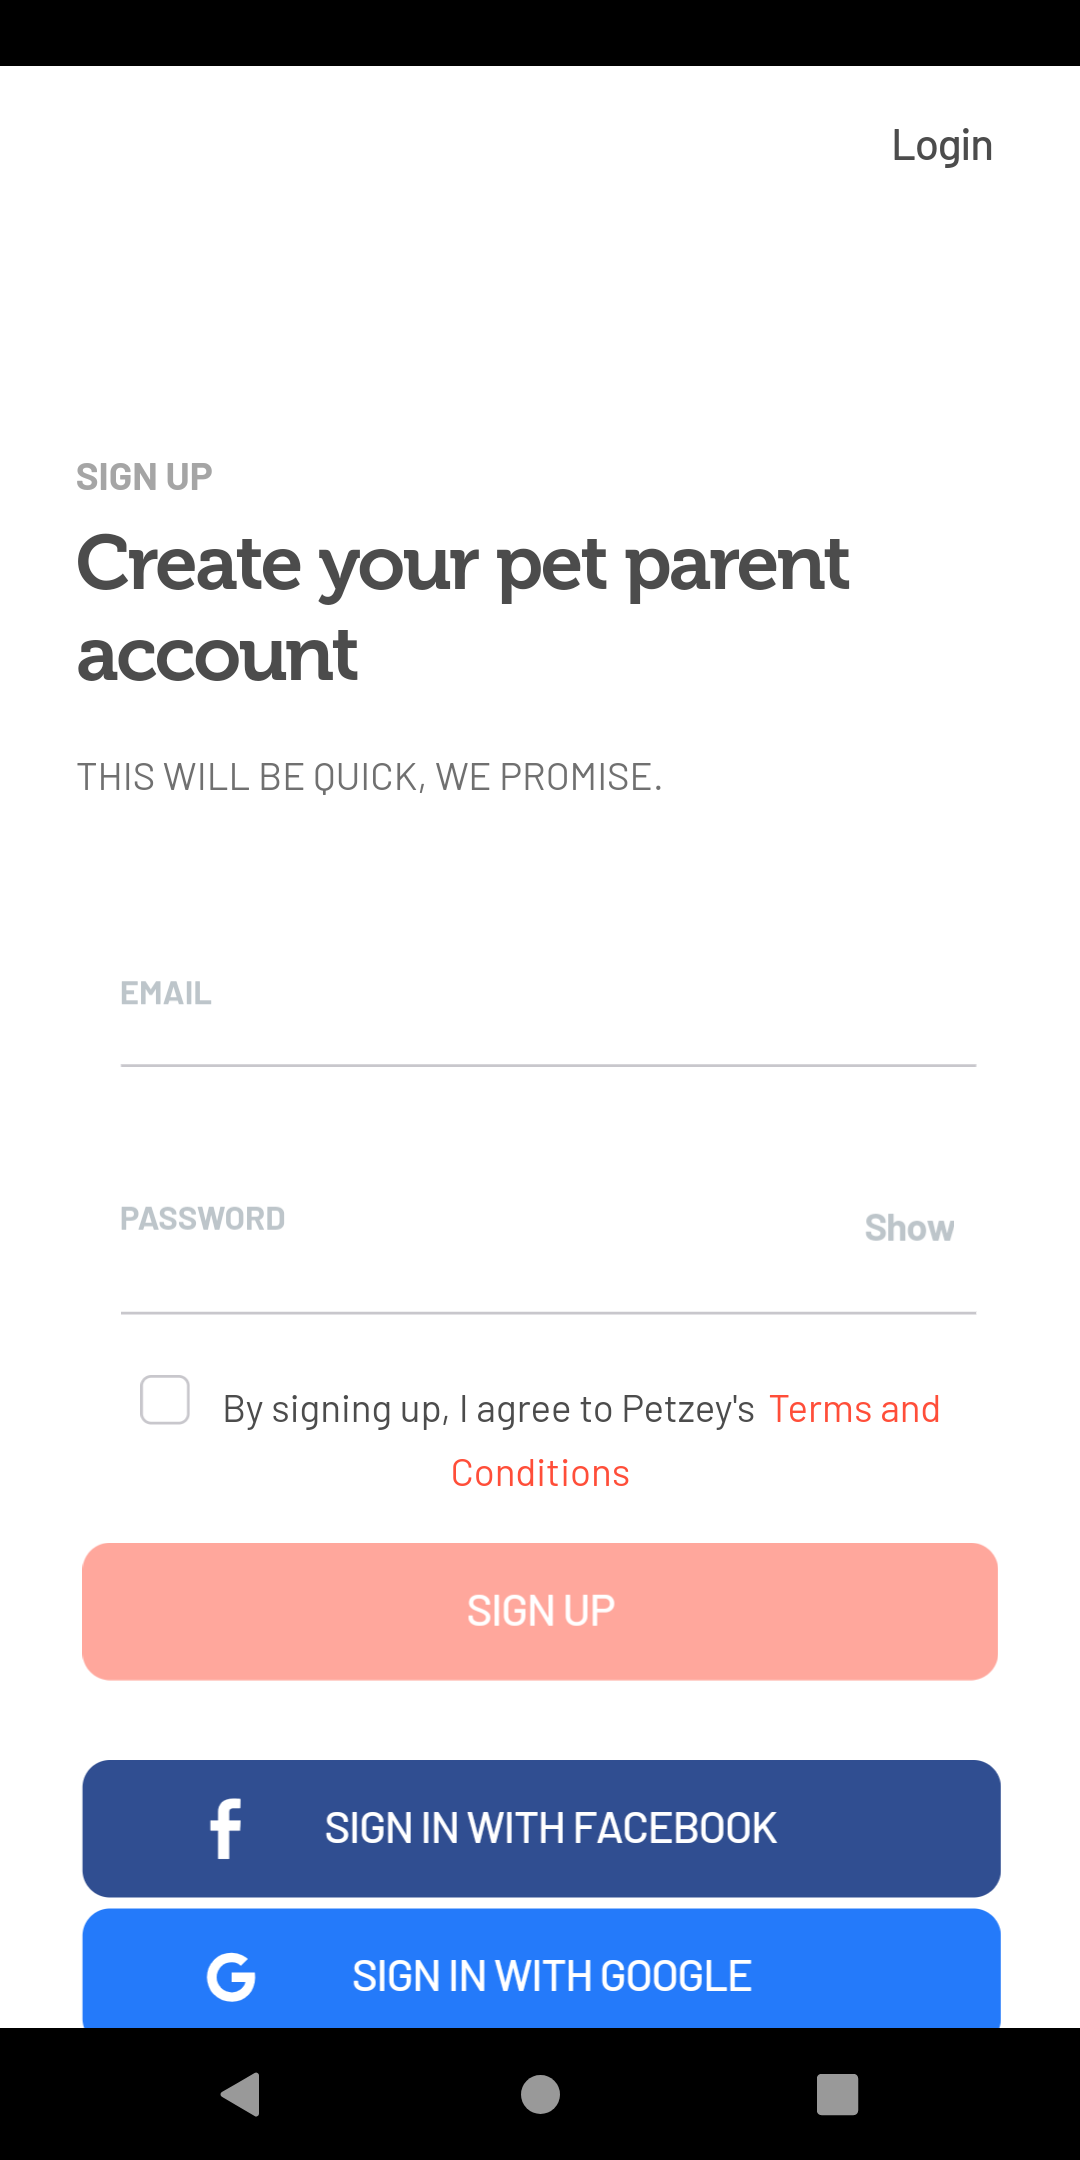 Login
SIGN UP
Create your pet parent
account
THIS WILL BE QUICK, WE PROMISE.
EMAIL
PASSWORD
Show
By signing up, I agree to Petzey's Terms and
Conditions
SIGN UP
SIGN IN WITH FACEBOOK
SIGN IN WITH GOOGLE